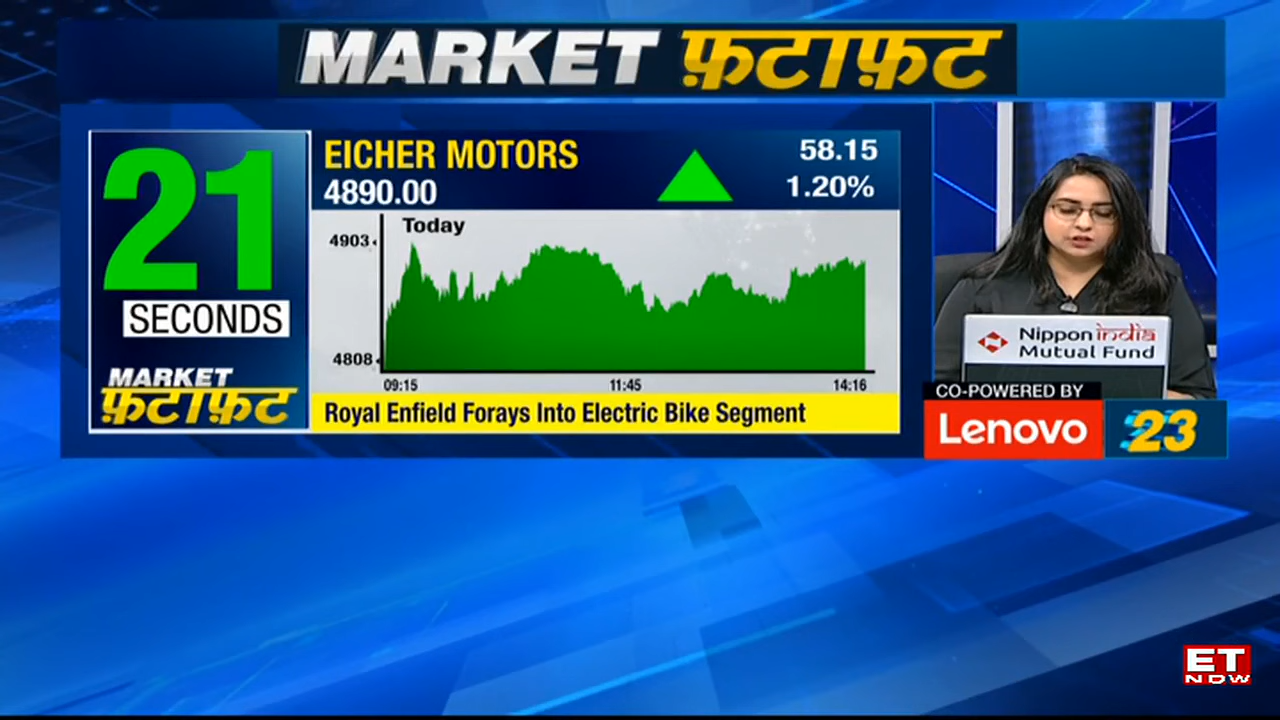 MARKET फ़टाफ़ट
21
SECONDS
MARKET
फ़टाफ़ट
EICHER MOTORS
4890.00
58.15
1.20%
Today
4903
4808
09:15 11:45 14:16
Royal Enfield Forays Into Electric Bike Segment
Nippon india
Mutual Fund
CO-POWERED BY
Lenovo
23
ET
NOW